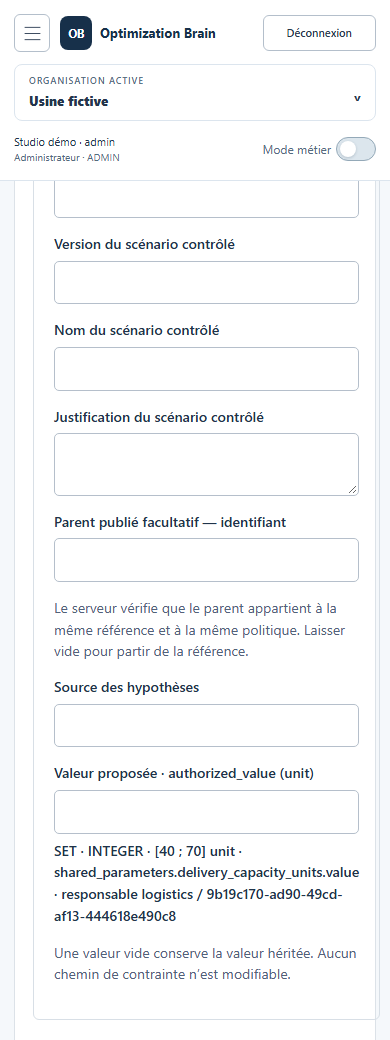 OB Optimization Brain
Déconnexion
ORGANISATION ACTIVE
Usine fictive
v
Studio démo · admin
Administrateur · ADMIN
Mode métier
Version du scénario contrôlé
Nom du scénario contrôlé
Justification du scénario contrôlé
Parent publié facultatif — identifiant
Le serveur vérifie que le parent appartient à la
même référence et à la même politique. Laisser
vide pour partir de la référence.
Source des hypothèses
Valeur proposée · authorized_value (unit)
SET · INTEGER · [40 ; 70] unit ·
shared_parameters.delivery_capacity_units.value
· responsable logistics / 9b19c170-ad90-49cd-
af13-444618e490c8
Une valeur vide conserve la valeur héritée. Aucun
chemin de contrainte n’est modifiable.